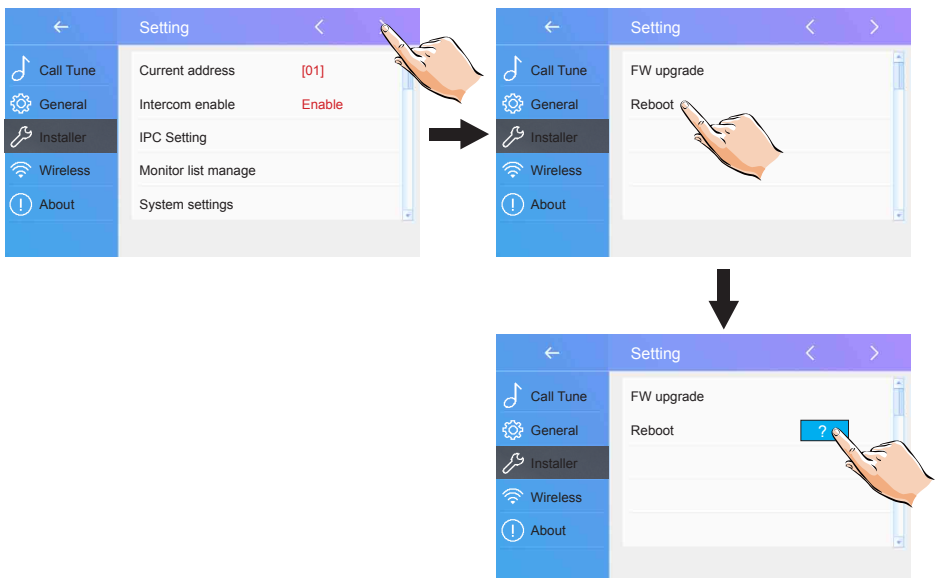 Setting
Call Tune
General
Installer
Wireless
About
Current address [01]
Intercom enable Enable
IPC Setting
Monitor list manage
System settings
Setting
Call Tune
General
Installer
Wireless
About
FW upgrade
Reboot
Setting
Call Tune
General
Installer
Wireless
About
FW upgrade
Reboot ?